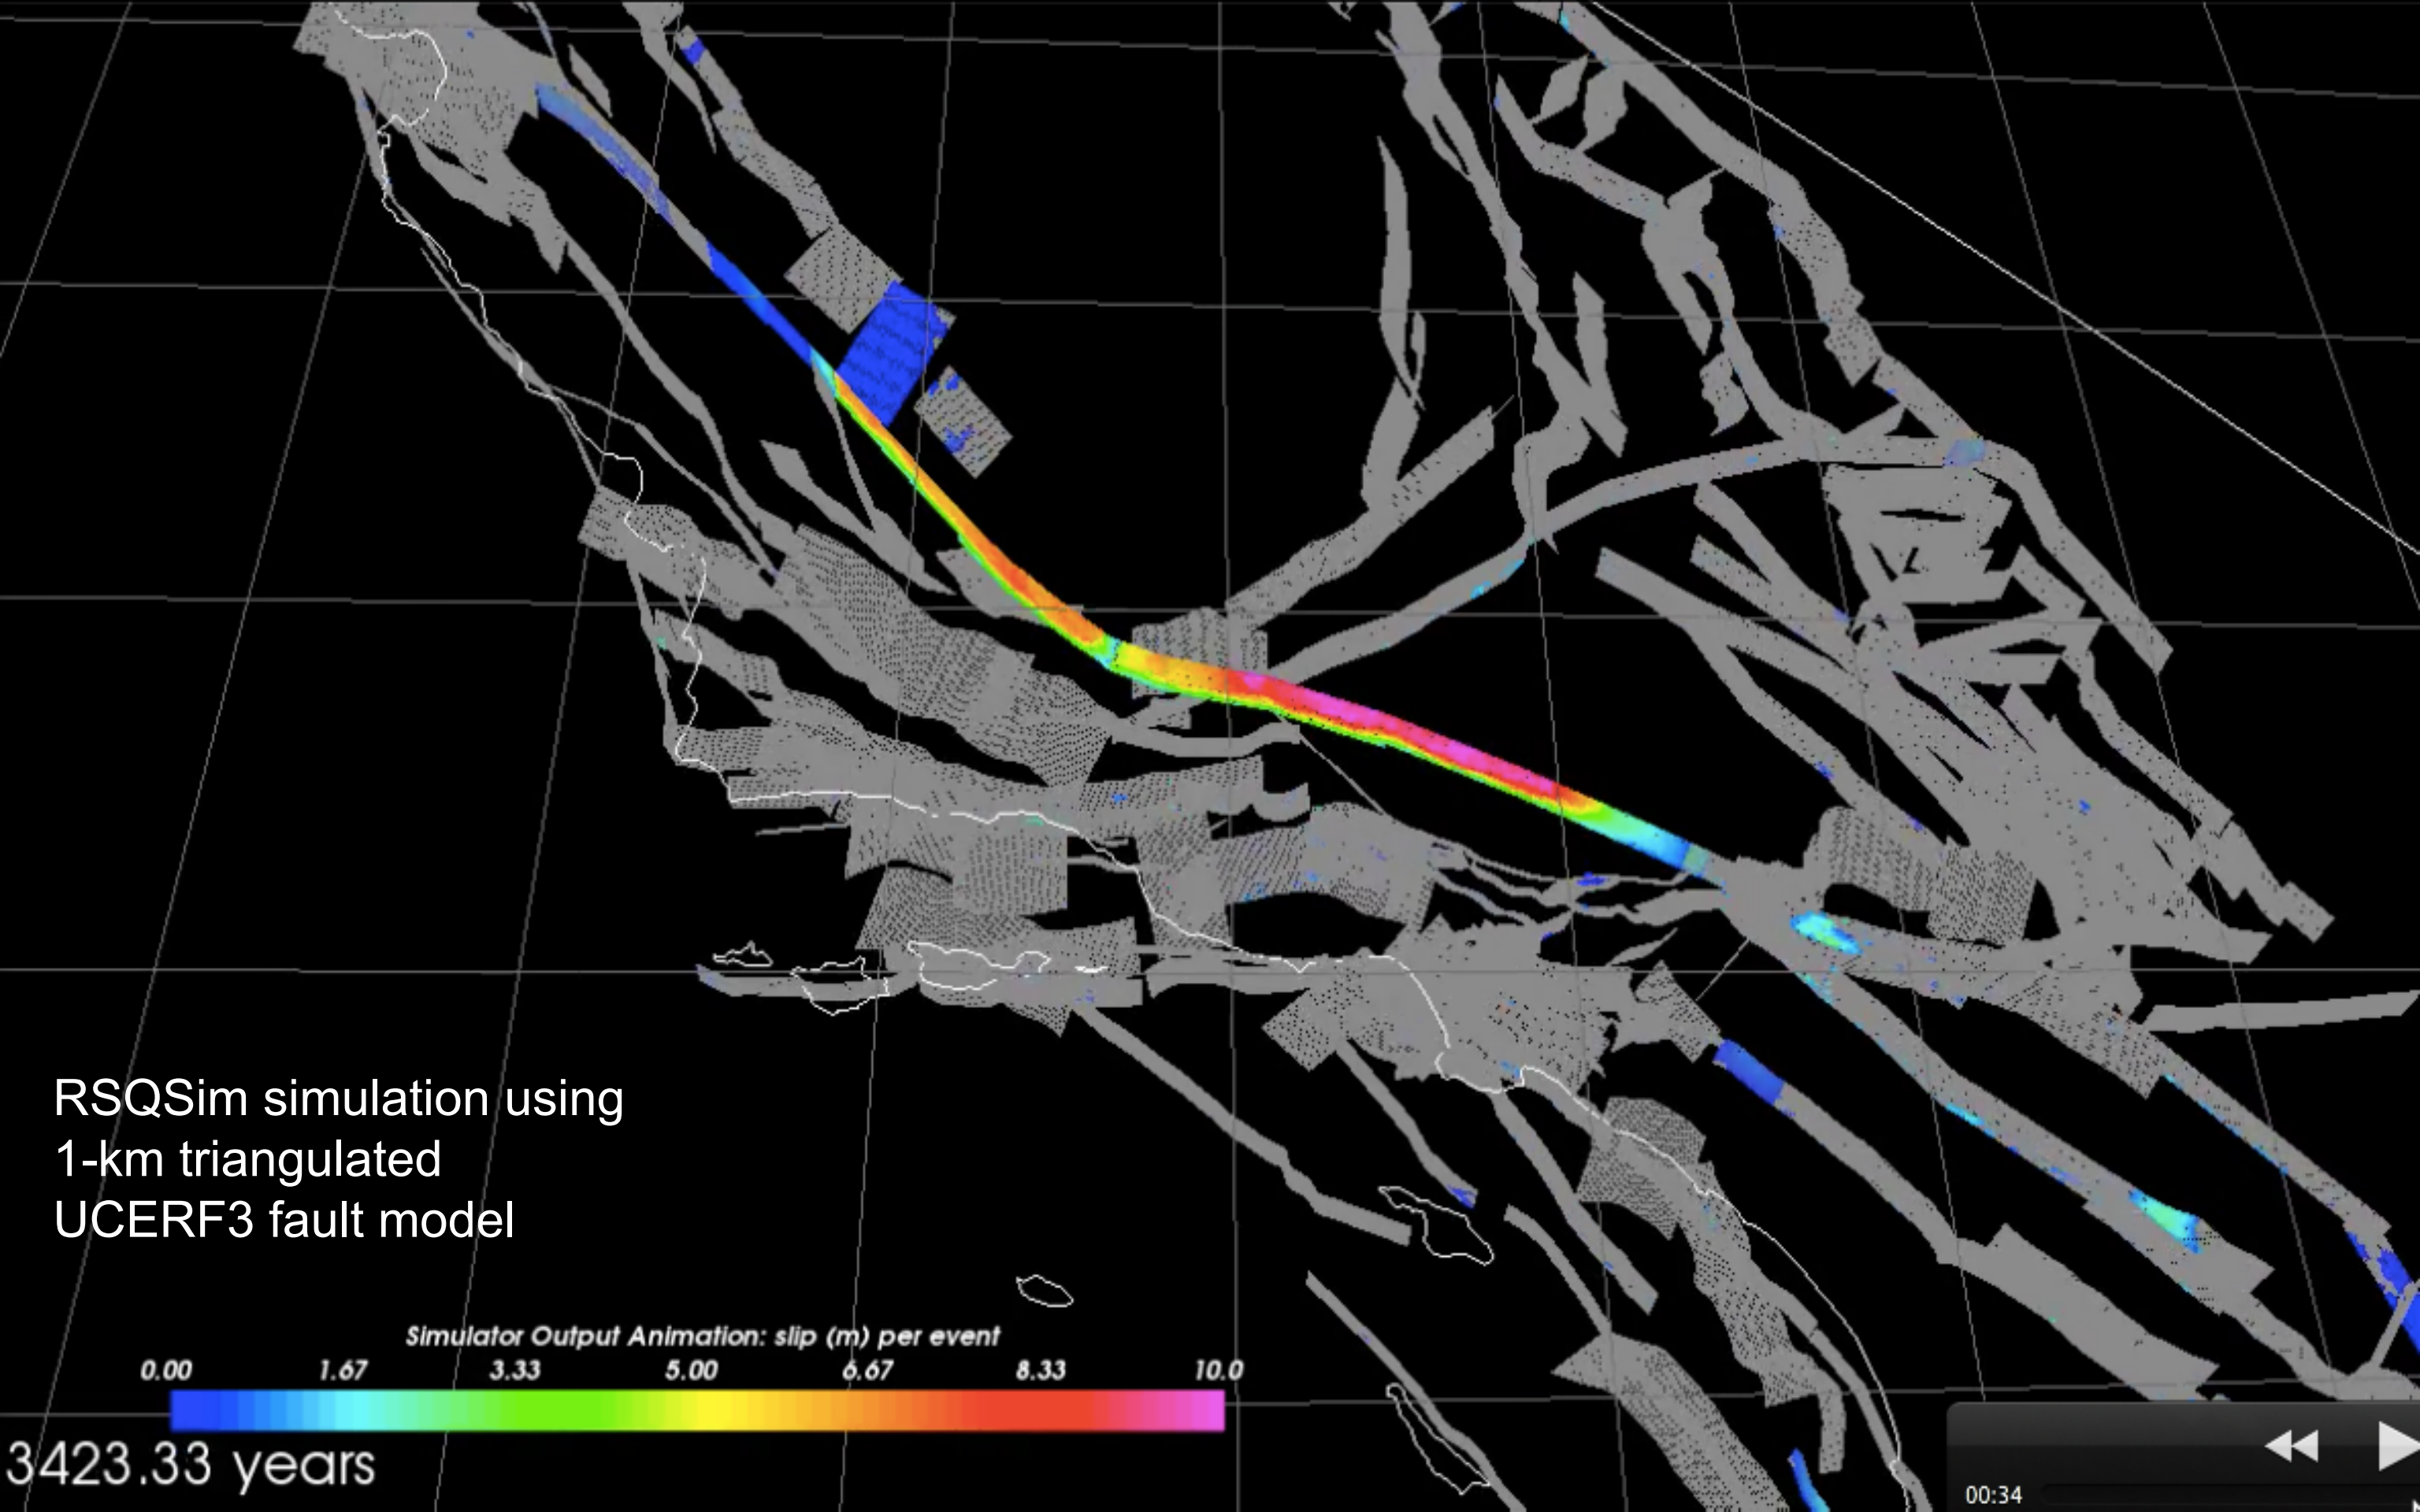 RSQSim simulation using
1-km triangulated
UCERF3 fault model
Simulator Output Animation: slip (m) per event
0.00 1.67 3.33 5.00 6.67 8.33 10.0
3423.33 years
00:34